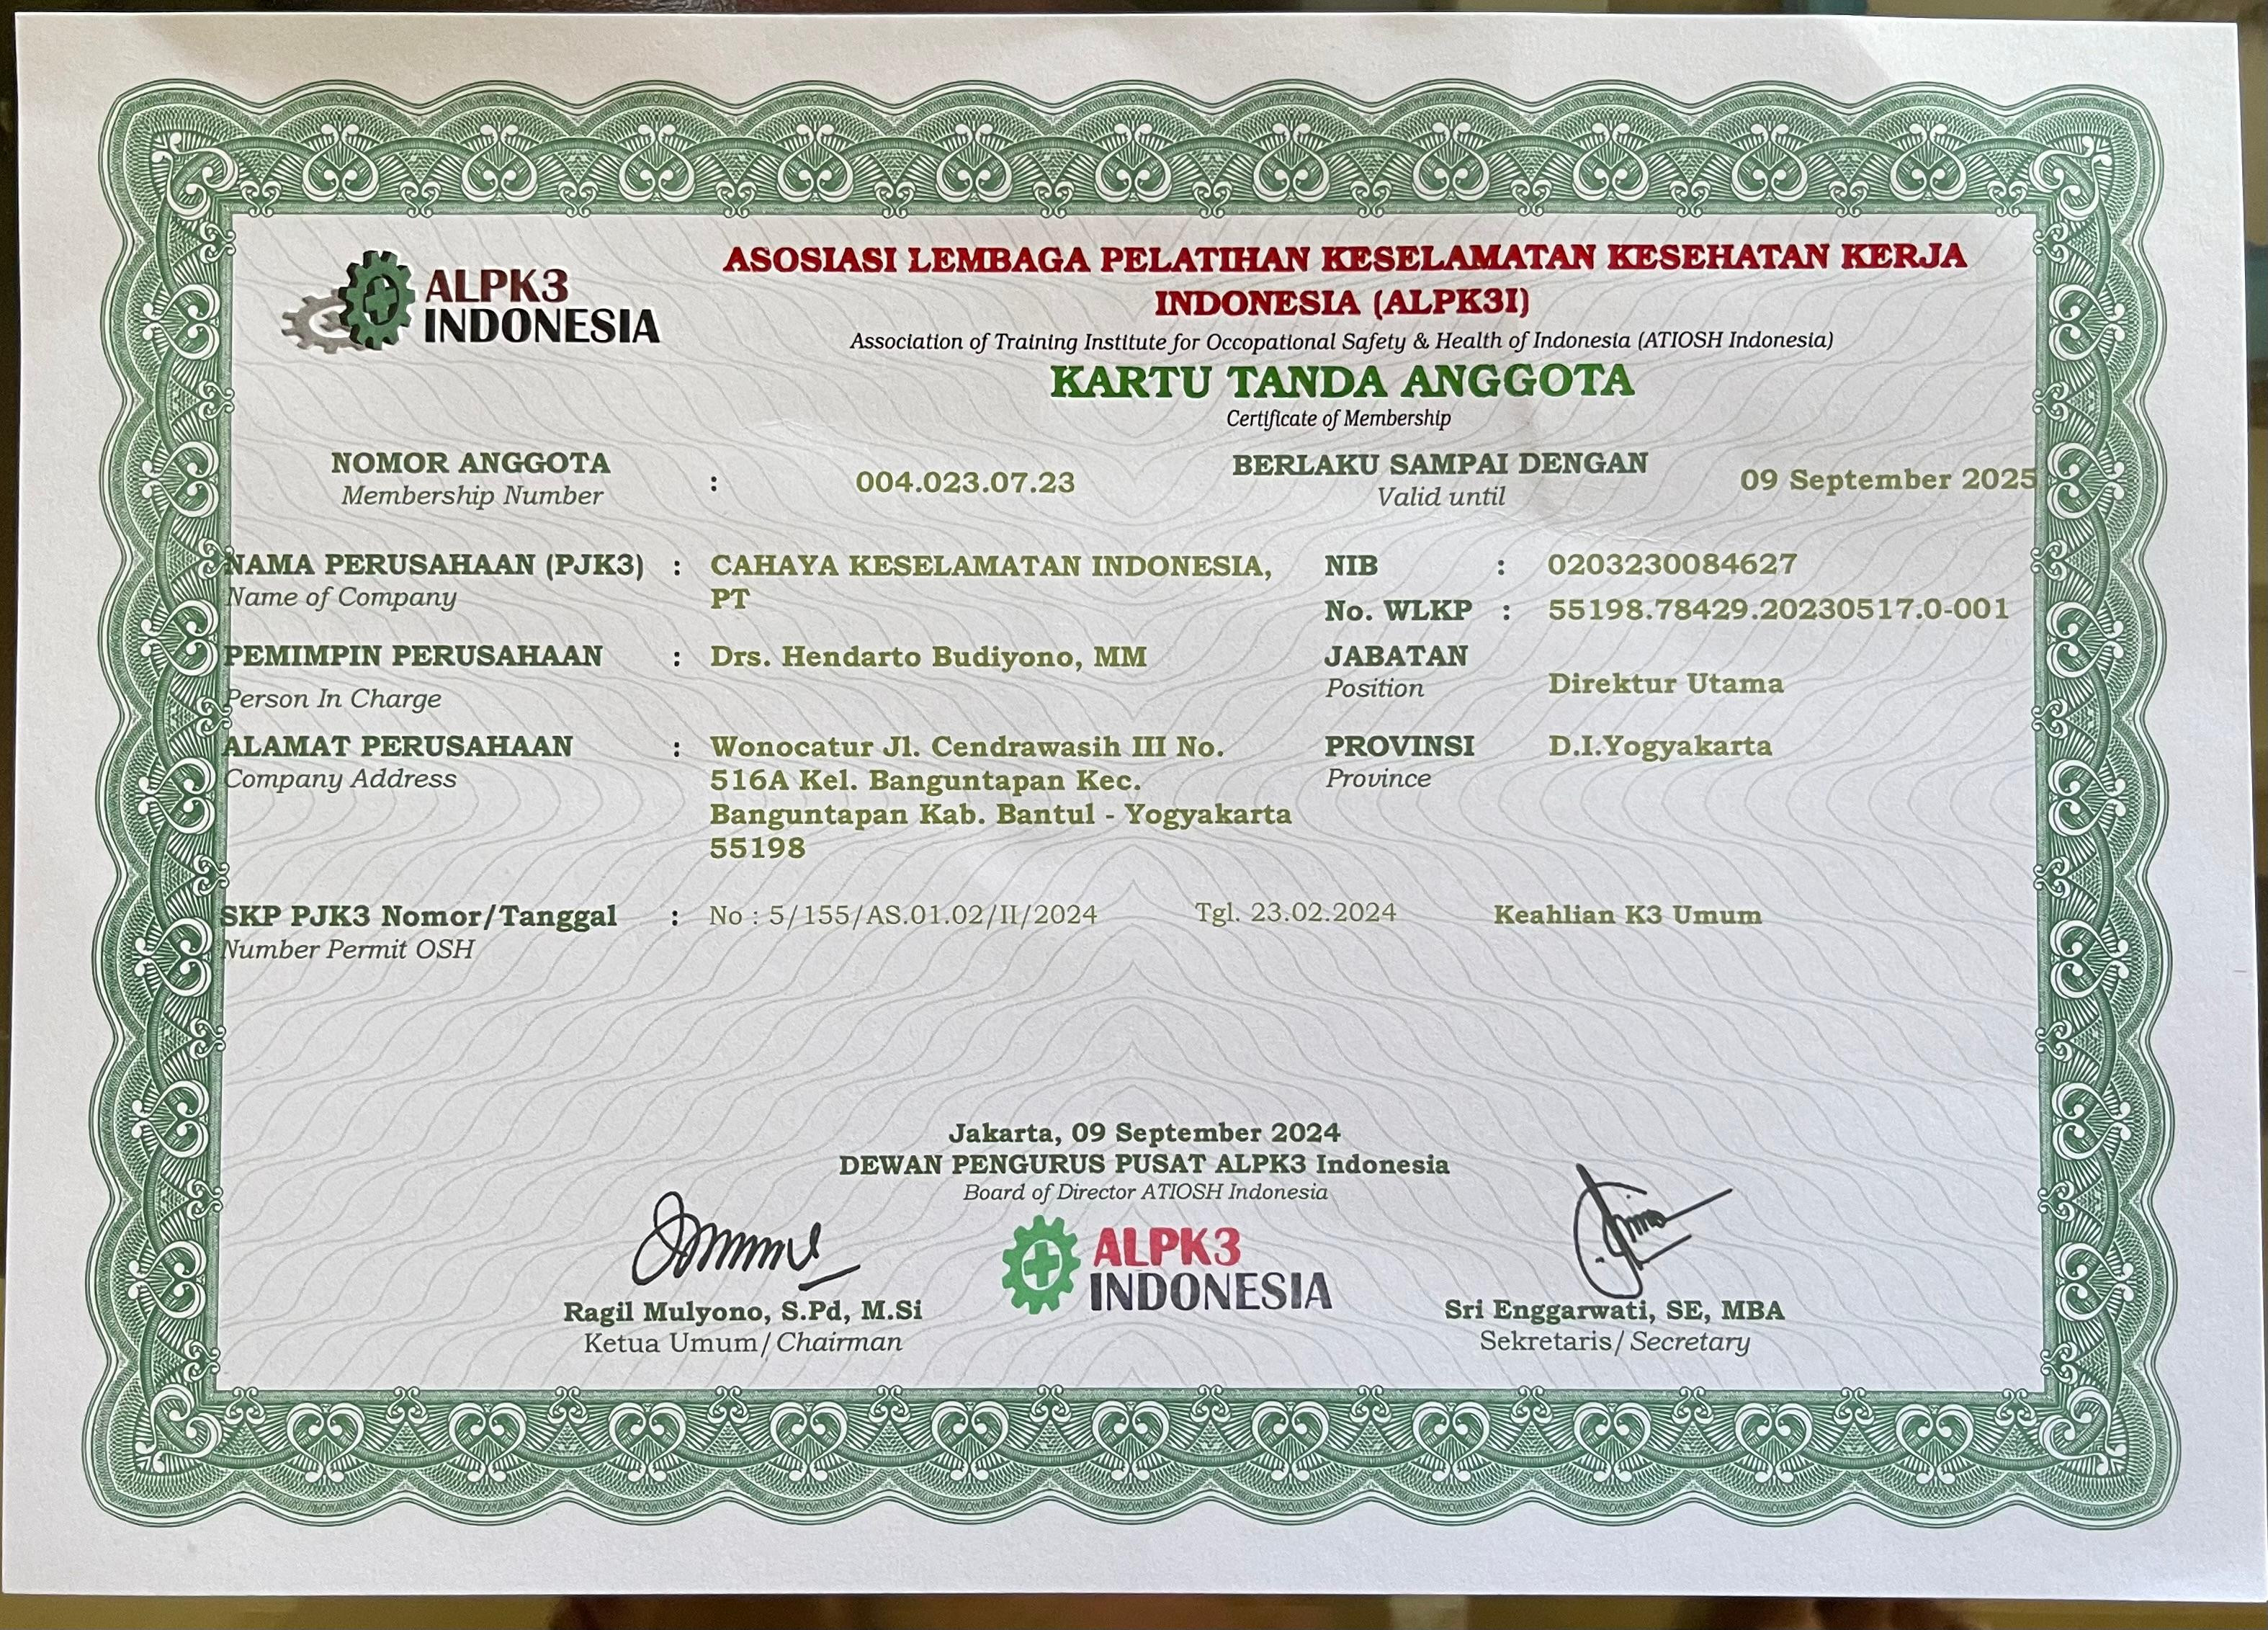 ALPK3
INDONESIA
ASOSIASI LEMBAGA PELATIHAN KESELAMATAN KESEHATAN KERJA
INDONESIA (ALPK3I)
Association of Training Institute for Occopational Safety & Health of Indonesia (ATIOSH Indonesia)
KARTU TANDA ANGGOTA
Certificate of Membership
NOMOR ANGGOTA : 004.023.07.23
Membership Number
BERLAKU SAMPAI DENGAN 09 September 2025
Valid until
NAMA PERUSAHAAN (PJK3) : CAHAYA KESELAMATAN INDONESIA,
Name of Company PT
NIB : 0203230084627
No. WLKP : 55198.78429.20230517.0-001
PEMIMPIN PERUSAHAAN : Drs. Hendarto Budiyono, MM
Person In Charge
JABATAN
Position Direktur Utama
ALAMAT PERUSAHAAN : Wonocatur Jl. Cendrawasih III No.
Company Address 516A Kel. Banguntapan Kec.
Banguntapan Kab. Bantul - Yogyakarta
55198
PROVINSI D.I.Yogyakarta
Province
SKP PJK3 Nomor/Tanggal : No : 5/155/AS.01.02/II/2024 Tgl. 23.02.2024 Keahlian K3 Umum
Number Permit OSH
Jakarta, 09 September 2024
DEWAN PENGURUS PUSAT ALPK3 Indonesia
Board of Director ATIOSH Indonesia
ALPK3
INDONESIA
Ragil Mulyono, S.Pd, M.Si
Ketua Umum/Chairman
Sri Enggarwati, SE, MBA
Sekretaris/Secretary